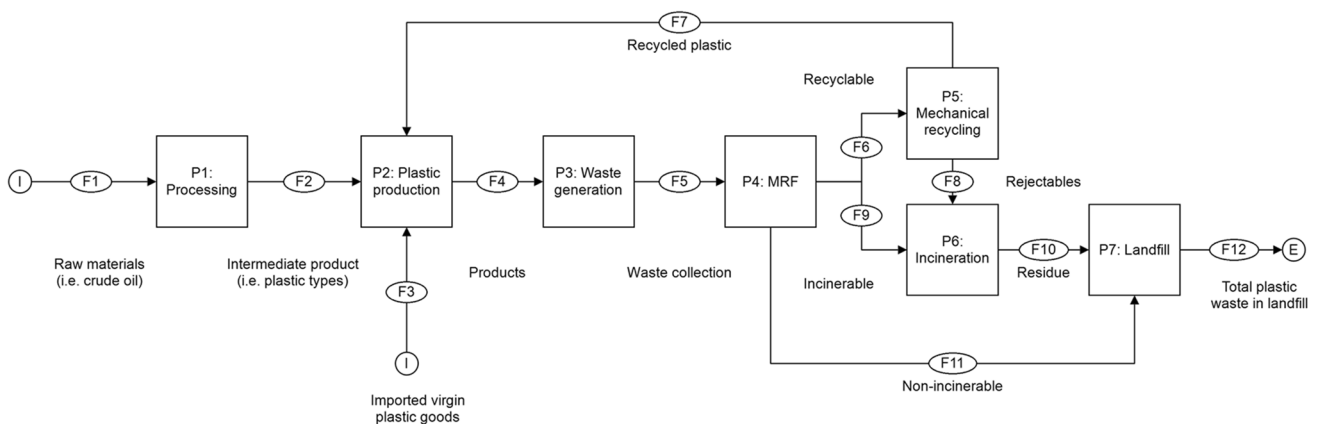 F7
Recycled plastic
Recyclable
P5:
Mechanical
recycling
F6
I
F1
P1:
Processing
F2
P2: Plastic
production
F4
P3: Waste
generation
F5
P4: MRF
F8
Rejectables
F9
P6:
Incineration
F10
Residue
P7: Landfill
F12
E
Raw materials
(i.e. crude oil)
Intermediate product
(i.e. plastic types)
F3
Products
Waste collection
Incinerable
Total plastic
waste in landfill
I
F11
Non-incinerable
Imported virgin
plastic goods